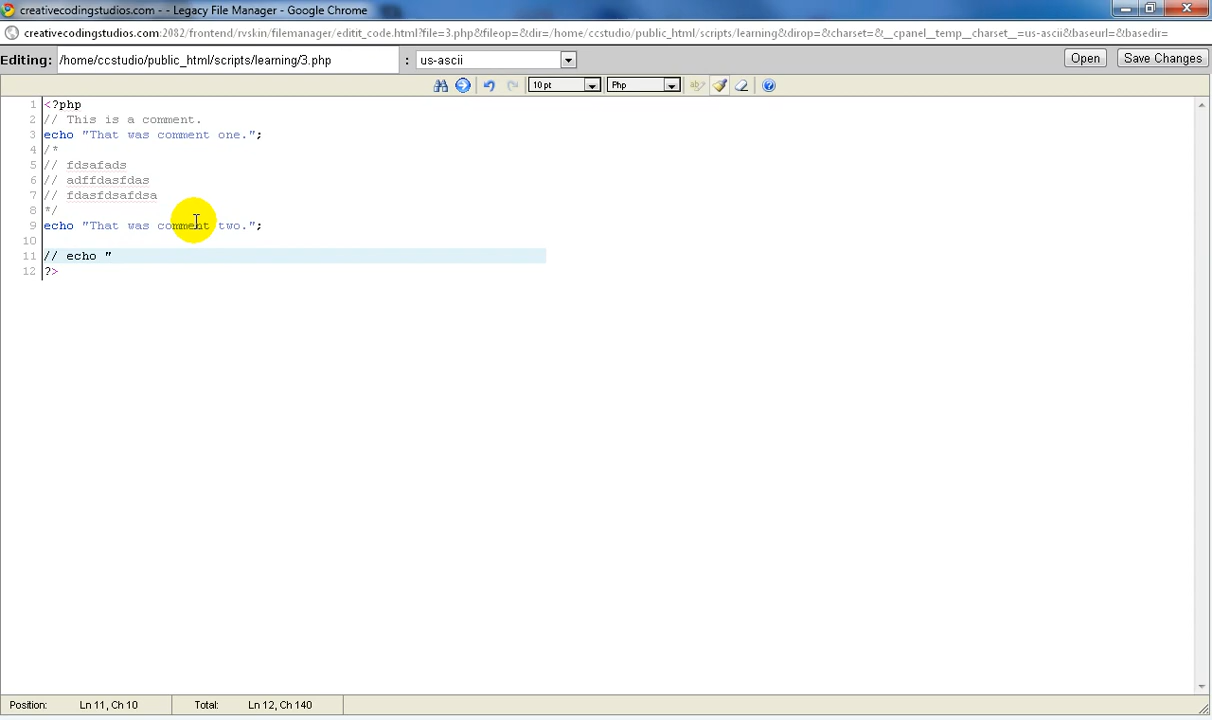 creativecodingstudios.com - - Legacy File Manager - Google Chrome
creativecodingstudios.com:2082/frontend/rvskin/filemanager/editit_code.html?file=3.php&fileop=&dir=/home/ccstudio/public_html/scripts/learning&dirop=&charset=&__cpanel__temp__charset__=us-ascii&baseurl=&basedir=
Editing: /home/ccstudio/public_html/scripts/learning/3.php : us-ascii Open Save Changes
10 pt Php
1 <?php
2 // This is a comment.
3 echo "That was comment one.";
4 /*
5 // fdsafads
6 // adffdasfdas
7 // fdasfdsafdsa
8 */
9 echo "That was comment two.";
10
11 // echo "
12 ?>
Position: Ln 11, Ch 10 Total: Ln 12, Ch 140